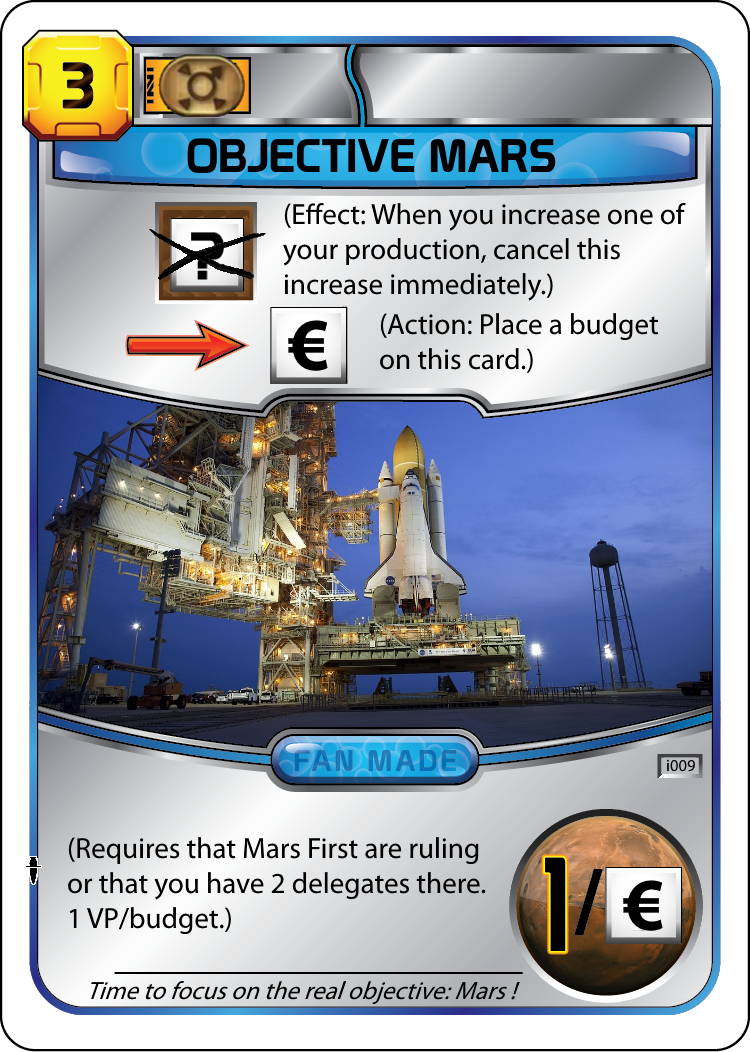 3
OBJECTIVE MARS
(Effect: When you increase one of
your production, cancel this
increase immediately.)
?
(Action: Place a budget
on this card.)
€
FAN MADE
i009
(Requires that Mars First are ruling
or that you have 2 delegates there.
1 VP/budget.)
1/€
Time to focus on the real objective: Mars !